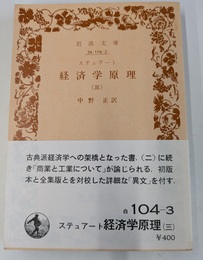 岩波文庫
ステュアート
経済学原理
(三)
中野正訳
古典派経済学への架橋となった書.(二)に続
き「商業と工業について」が論じられる.初版
本と全集版とを対校した詳細な「異文」を付す.
白 104-3
ステュアート経済学原理(三)
¥400